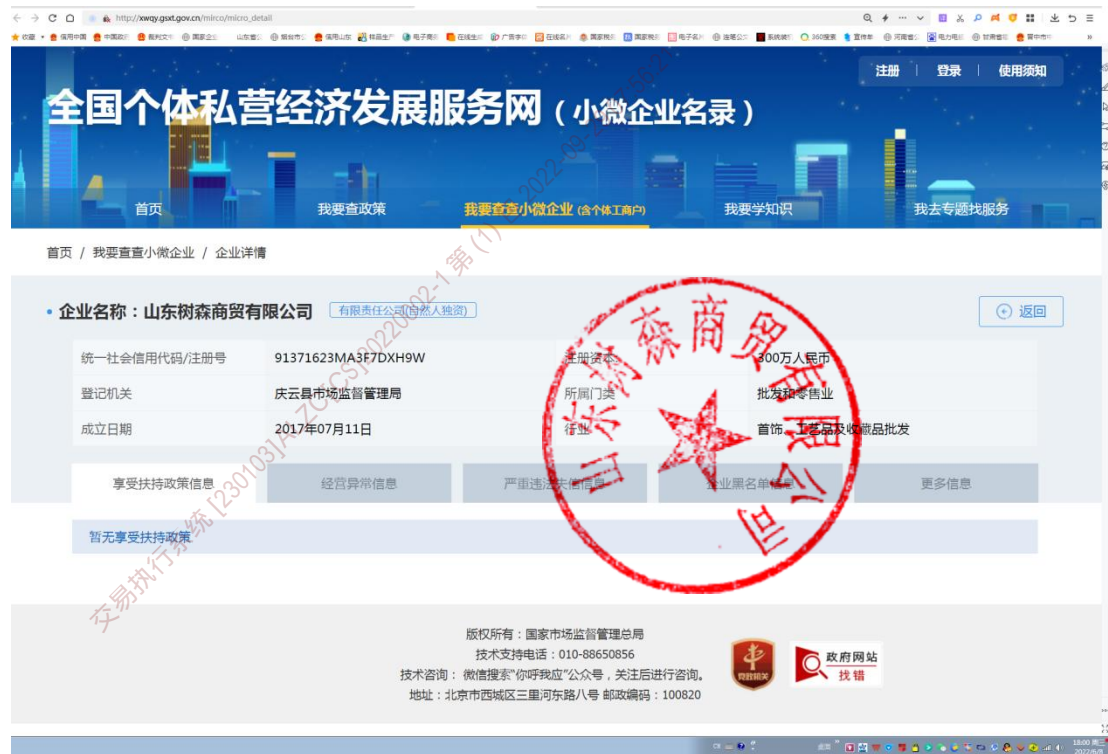 http://xwqy.gsxt.gov.cn/mirco/micro_detail
注册 | 登录 | 使用须知
全国个体私营经济发展服务网（小微企业名录）
首页 我要查政策 我要查查小微企业 (含个体工商户) 我要学知识 我去专题找服务
首页 / 我要查查小微企业 / 企业详情
企业名称：山东树森商贸有限公司 有限责任公司(自然人独资) 返回
统一社会信用代码/注册号 91371623MA3F7DXH9W 注册资本 300万人民币
登记机关 庆云县市场监督管理局 所属门类 批发和零售业
成立日期 2017年07月11日 行业 首饰、工艺品及收藏品批发
享受扶持政策信息 经营异常信息 严重违法失信信息 企业黑名单信息 更多信息
暂无享受扶持政策
山东树森商贸有限公司
版权所有：国家市场监督管理总局
技术支持电话：010-88650856
技术咨询： 微信搜索“你呼我应”公众号，关注后进行咨询。
地址：北京市西城区三里河东路八号 邮政编码：100820
党政机关
政府网站
找错
18:00